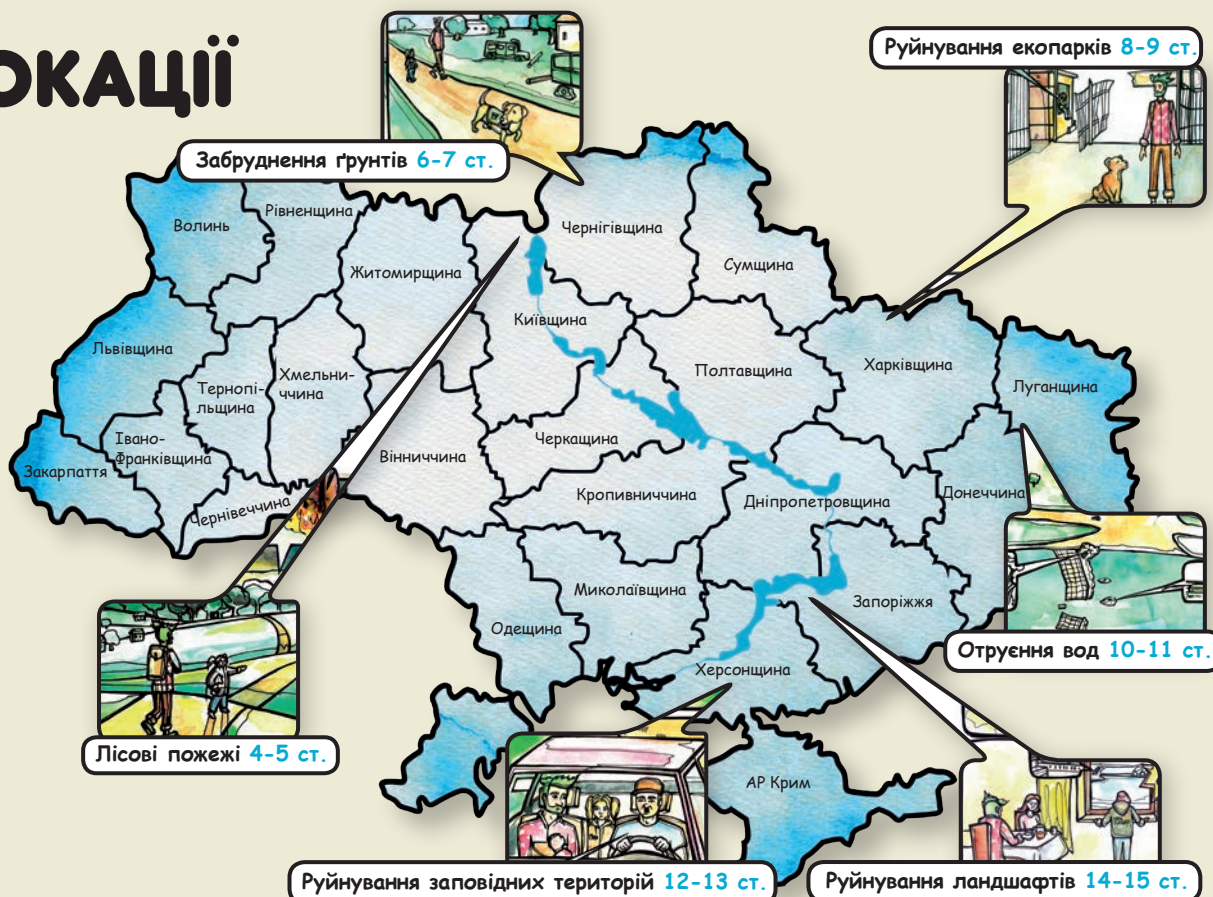 ОКАЦІЇ
Руйнування екопарків 8-9 ст.
Забруднення ґрунтів 6-7 ст.
Волинь
Рівненщина
Житомирщина
Чернігівщина
Сумщина
Київщина
Львівщина
Тернопі-
льщина
Хмельни-
ччина
Полтавщина
Харківщина
Луганщина
Івано-
Франківщина
Закарпаття
Чернівеччина
Вінниччина
Черкащина
Кропивниччина
Дніпропетровщина
Донеччина
Миколаївщина
Запоріжжя
Одещина
Херсонщина
Отруєння вод 10-11 ст.
Лісові пожежі 4-5 ст.
АР Крим
Руйнування заповідних територій 12-13 ст.
Руйнування ландшафтів 14-15 ст.